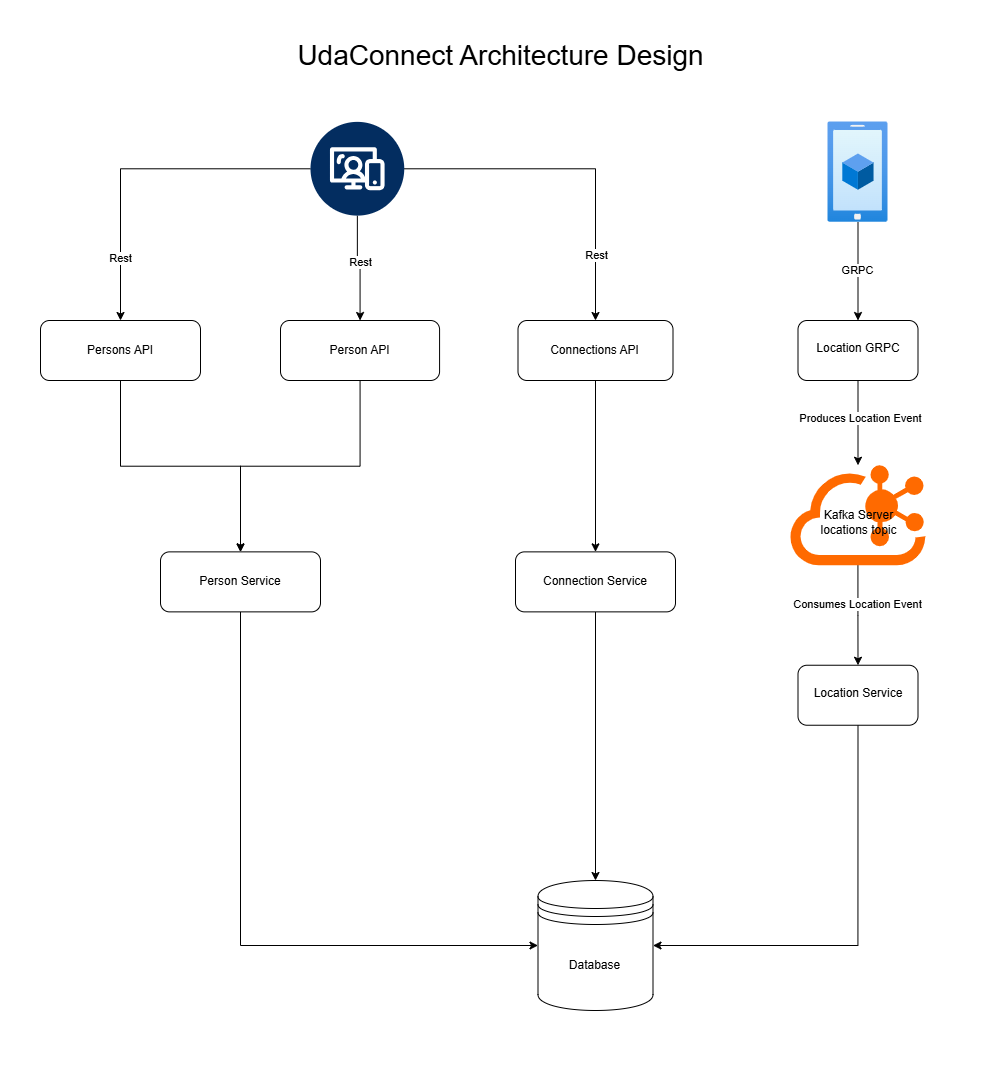 UdaConnect Architecture Design
Rest
Rest
Rest
GRPC
Persons API
Person API
Connections API
Location GRPC
Produces Location Event
Kafka Server
locations topic
Person Service
Connection Service
Consumes Location Event
Location Service
Database